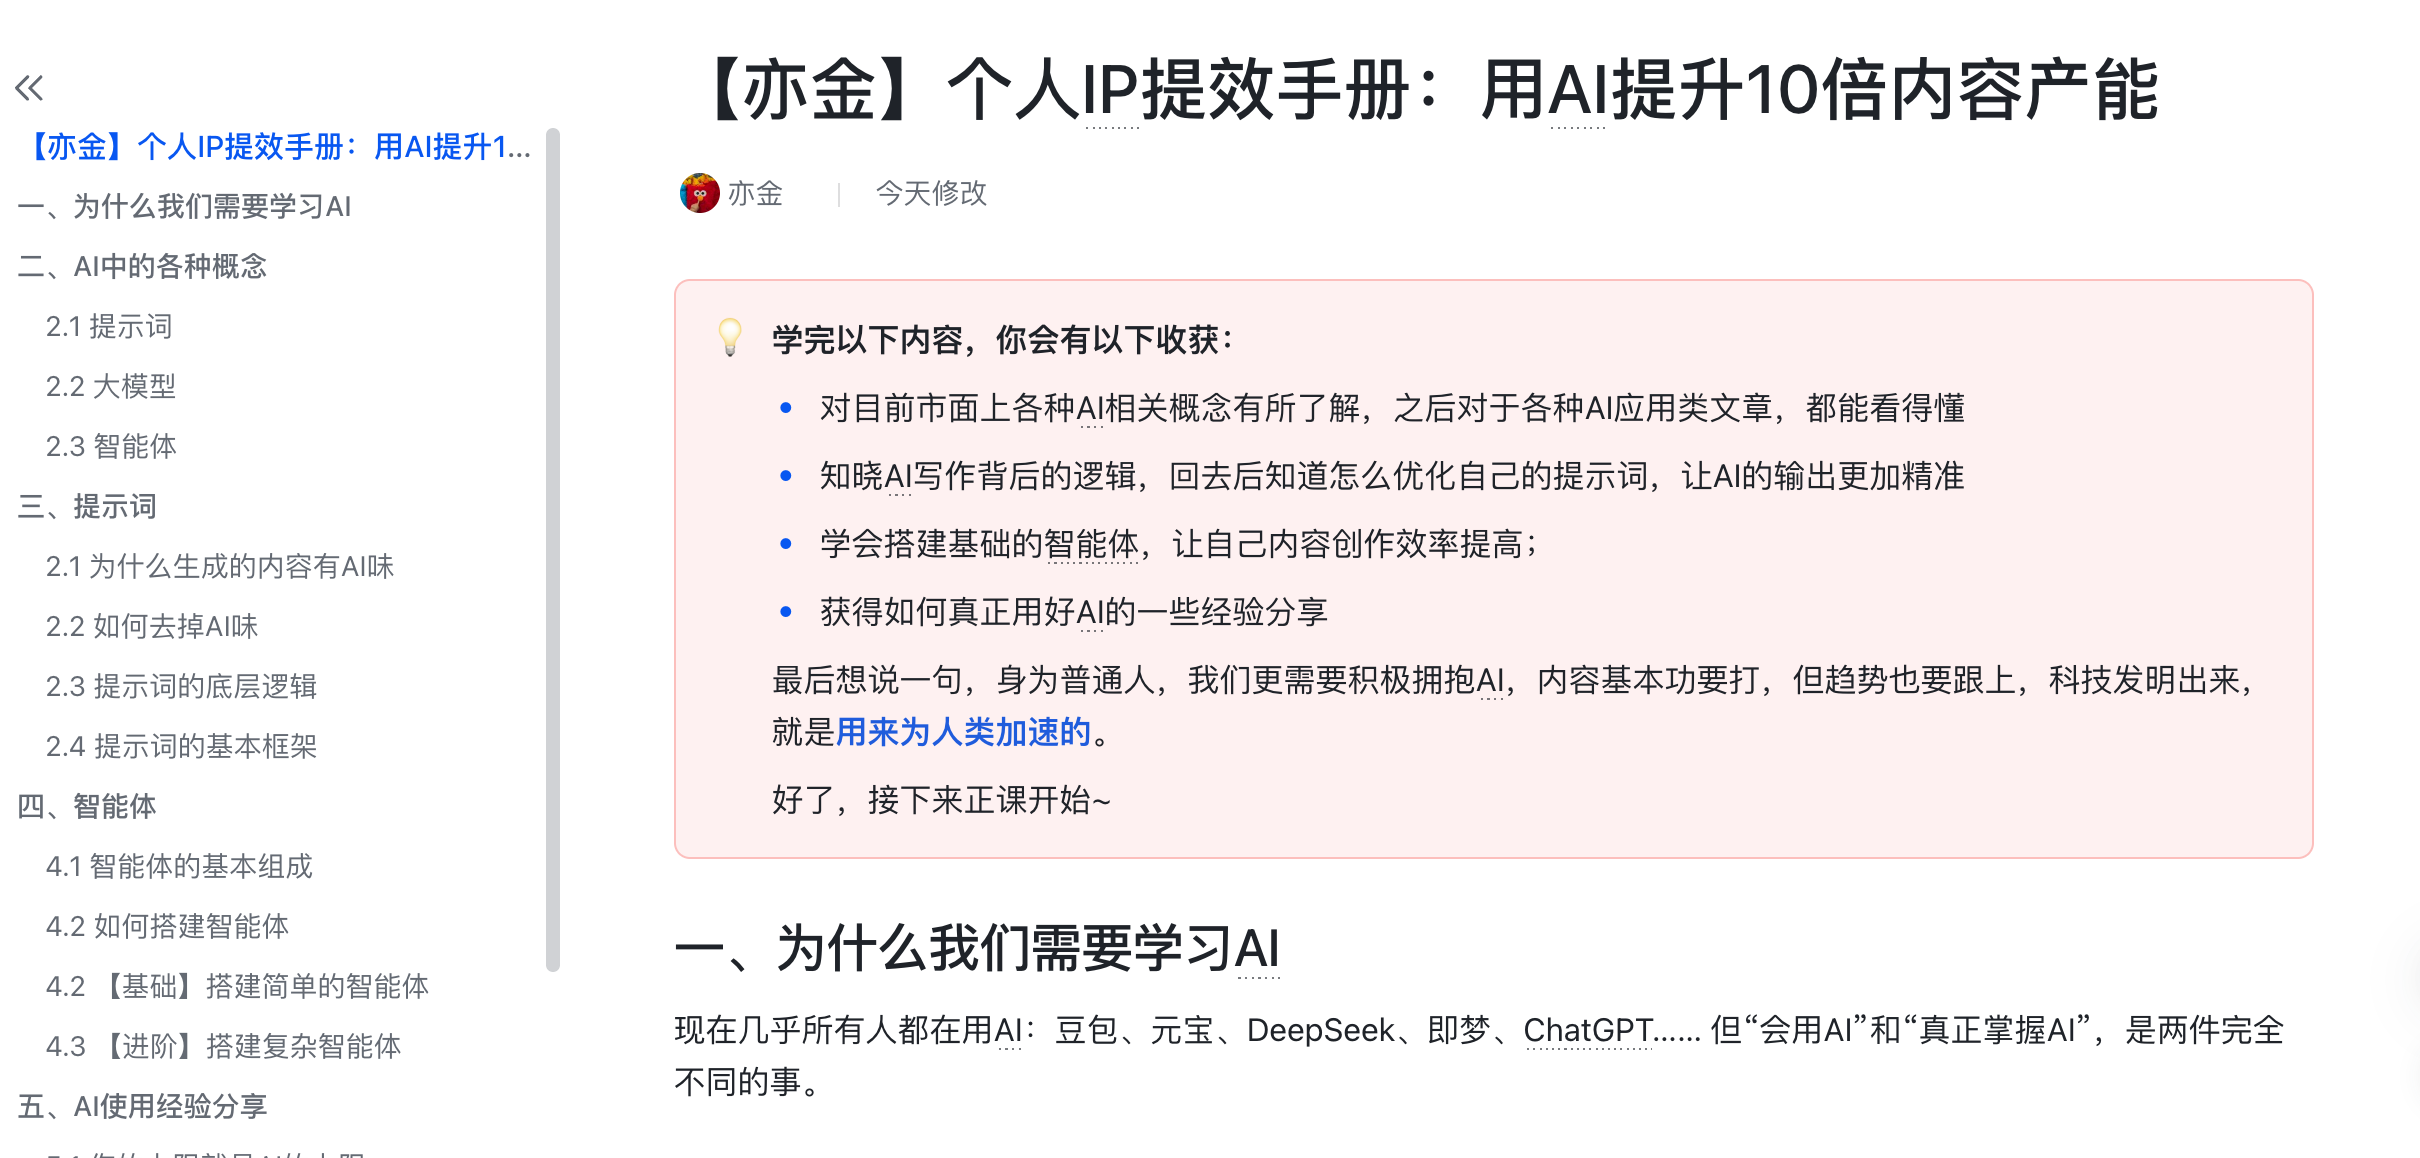 【亦金】个人IP提效手册：用AI提升1...
一、为什么我们需要学习AI
二、AI中的各种概念
2.1 提示词
2.2 大模型
2.3 智能体
三、提示词
2.1 为什么生成的内容有AI味
2.2 如何去掉AI味
2.3 提示词的底层逻辑
2.4 提示词的基本框架
四、智能体
4.1 智能体的基本组成
4.2 如何搭建智能体
4.2 【基础】搭建简单的智能体
4.3 【进阶】搭建复杂智能体
五、AI使用经验分享
【亦金】个人IP提效手册：用AI提升10倍内容产能
亦金 | 今天修改
学完以下内容，你会有以下收获：
• 对目前市面上各种AI相关概念有所了解，之后对于各种AI应用类文章，都能看得懂
• 知晓AI写作背后的逻辑，回去后知道怎么优化自己的提示词，让AI的输出更加精准
• 学会搭建基础的智能体，让自己内容创作效率提高；
• 获得如何真正用好AI的一些经验分享
最后想说一句，身为普通人，我们更需要积极拥抱AI，内容基本功要打，但趋势也要跟上，科技发明出来，
就是用来为人类加速的。
好了，接下来正课开始~
一、为什么我们需要学习AI
现在几乎所有人都在用AI：豆包、元宝、DeepSeek、即梦、ChatGPT…… 但“会用AI”和“真正掌握AI”，是两件完全
不同的事。